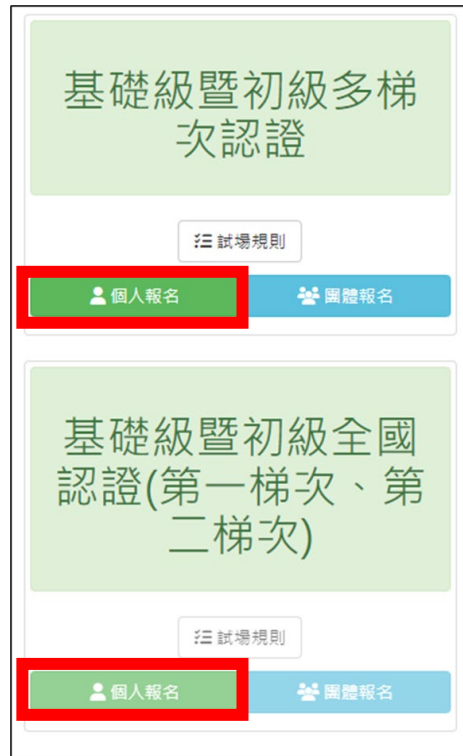 基礎級暨初級多梯
次認證
試場規則
個人報名
團體報名
基礎級暨初級全國
認證(第一梯次、第
二梯次)
試場規則
個人報名
團體報名